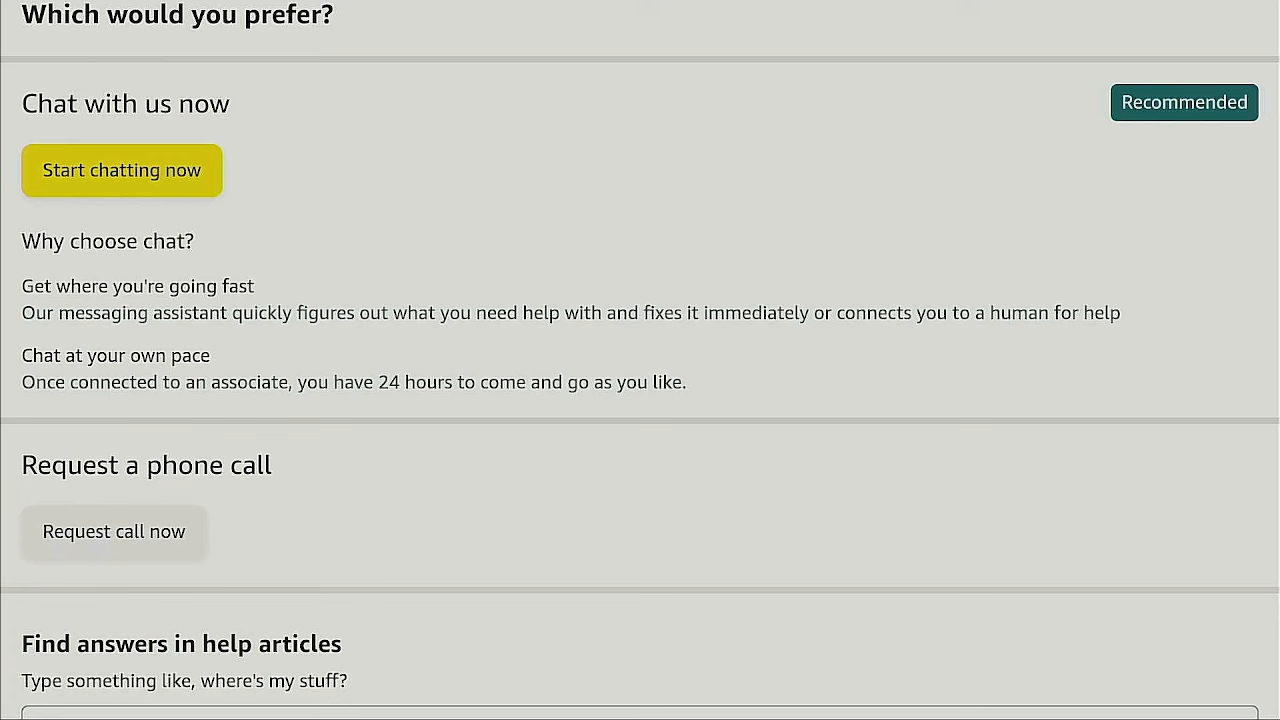 Which would you prefer?
Chat with us now
Recommended
Start chatting now
Why choose chat?
Get where you're going fast
Our messaging assistant quickly figures out what you need help with and fixes it immediately or connects you to a human for help
Chat at your own pace
Once connected to an associate, you have 24 hours to come and go as you like.
Request a phone call
Request call now
Find answers in help articles
Type something like, where's my stuff?